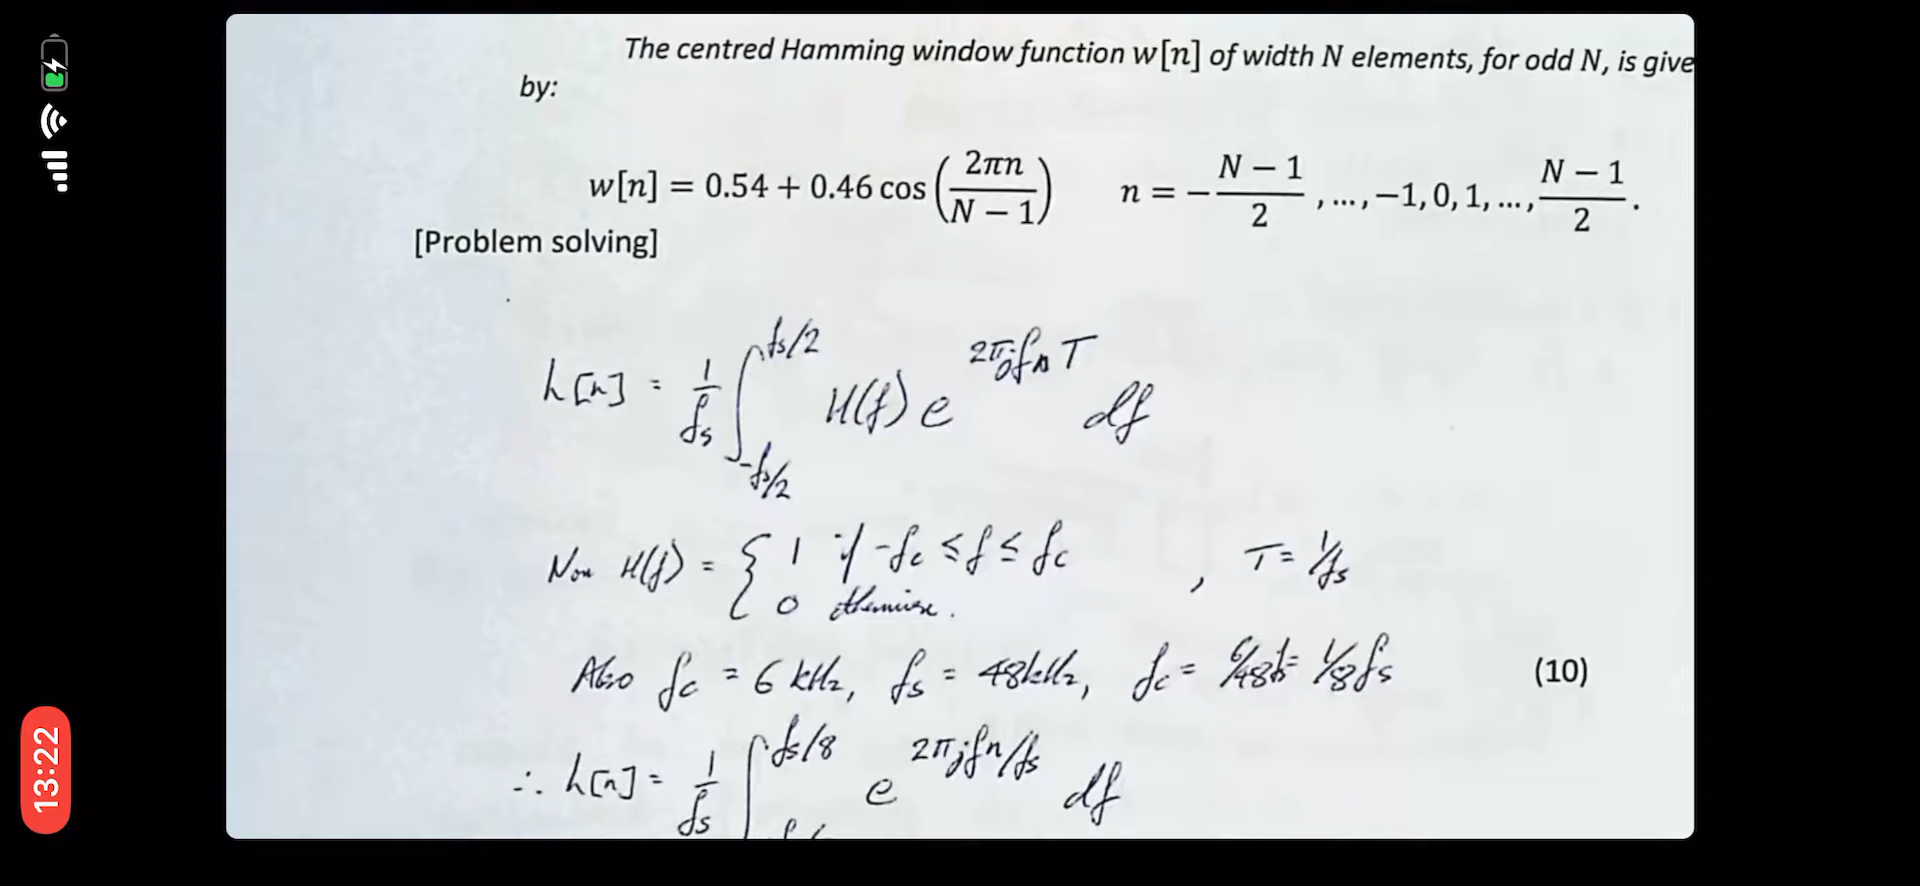 The centred Hamming window function w[n] of width N elements, for odd N, is give
by:
w[n] = 0.54 + 0.46 cos(2πn / N − 1) n = −(N − 1)/2, ..., −1, 0, 1, ..., (N − 1)/2.
[Problem solving]
h[n] = 1/fs ∫_{-fs/2}^{fs/2} H(f) e^{2πjfnT} df
Now H(f) = { 1 if -fc ≤ f ≤ fc , T = 1/fs
0 otherwise.
Also fc = 6 kHz, fs = 48kHz, fc = 6/48 fs = 1/8 fs (10)
∴ h[n] = 1/fs ∫^{fs/8} e^{2πjfn/fs} df
13:22